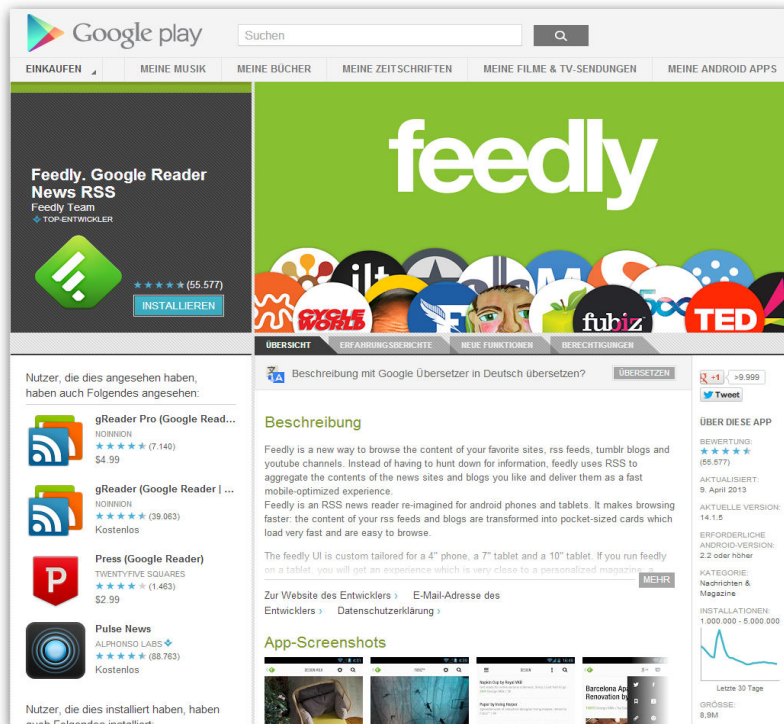 Google play
Suchen
EINKAUFEN
MEINE MUSIK
MEINE BÜCHER
MEINE ZEITSCHRIFTEN
MEINE FILME & TV-SENDUNGEN
MEINE ANDROID APPS
Feedly. Google Reader
News RSS
Feedly Team
TOP-ENTWICKLER
(55.577)
INSTALLIEREN
feedly
ilt
CYCLE
WORLD
fubiz
500
TED
ÜBERSICHT
ERFAHRUNGSBERICHTE
NEUE FUNKTIONEN
BERECHTIGUNGEN
Nutzer, die dies angesehen haben,
haben auch Folgendes angesehen:
gReader Pro (Google Read...
NOINNION
(7.140)
$4.99
gReader (Google Reader | ...
NOINNION
(39.063)
Kostenlos
Press (Google Reader)
TWENTYFIVE SQUARES
(1.463)
$2.99
Pulse News
ALPHONSO LABS
(88.763)
Kostenlos
Nutzer, die dies installiert haben, haben
auch Folgendes installiert:
Beschreibung mit Google Übersetzer in Deutsch übersetzen?
ÜBERSETZEN
Beschreibung
Feedly is a new way to browse the content of your favorite sites, rss feeds, tumblr blogs and
youtube channels. Instead of having to hunt down for information, feedly uses RSS to
aggregate the contents of the news sites and blogs you like and deliver them as a fast
mobile-optimized experience.
Feedly is an RSS news reader re-imagined for android phones and tablets. It makes browsing
faster: the content of your rss feeds and blogs are transformed into pocket-sized cards which
load very fast and are easy to browse.
The feedly UI is custom tailored for a 4" phone, a 7" tablet and a 10" tablet. If you run feedly
on a tablet, you will get an experience which is very close to a personalized magazine: a
MEHR
Zur Website des Entwicklers › E-Mail-Adresse des
Entwicklers › Datenschutzerklärung ›
App-Screenshots
Barcelona Apa
Renovation by
+1 >9.999
Tweet
ÜBER DIESE APP
BEWERTUNG:
(55.577)
AKTUALISIERT:
9. April 2013
AKTUELLE VERSION:
14.1.5
ERFORDERLICHE
ANDROID-VERSION:
2.2 oder höher
KATEGORIE:
Nachrichten &
Magazine
INSTALLATIONEN:
1.000.000 - 5.000.000
Letzte 30 Tage
GRÖSSE:
8,9M